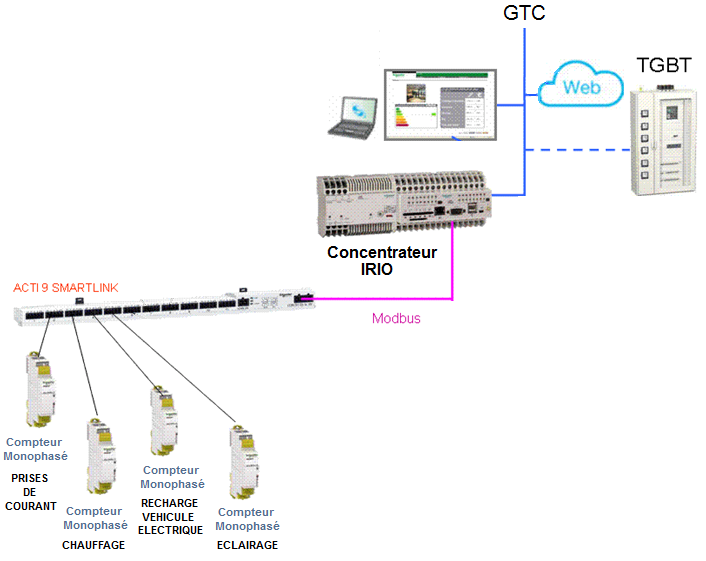 GTC
Web
TGBT
Concentrateur
IRIO
ACTI 9 SMARTLINK
Modbus
Compteur
Monophasé
PRISES
DE
COURANT
Compteur
Monophasé
CHAUFFAGE
Compteur
Monophasé
RECHARGE
VEHICULE
ELECTRIQUE
Compteur
Monophasé
ECLAIRAGE